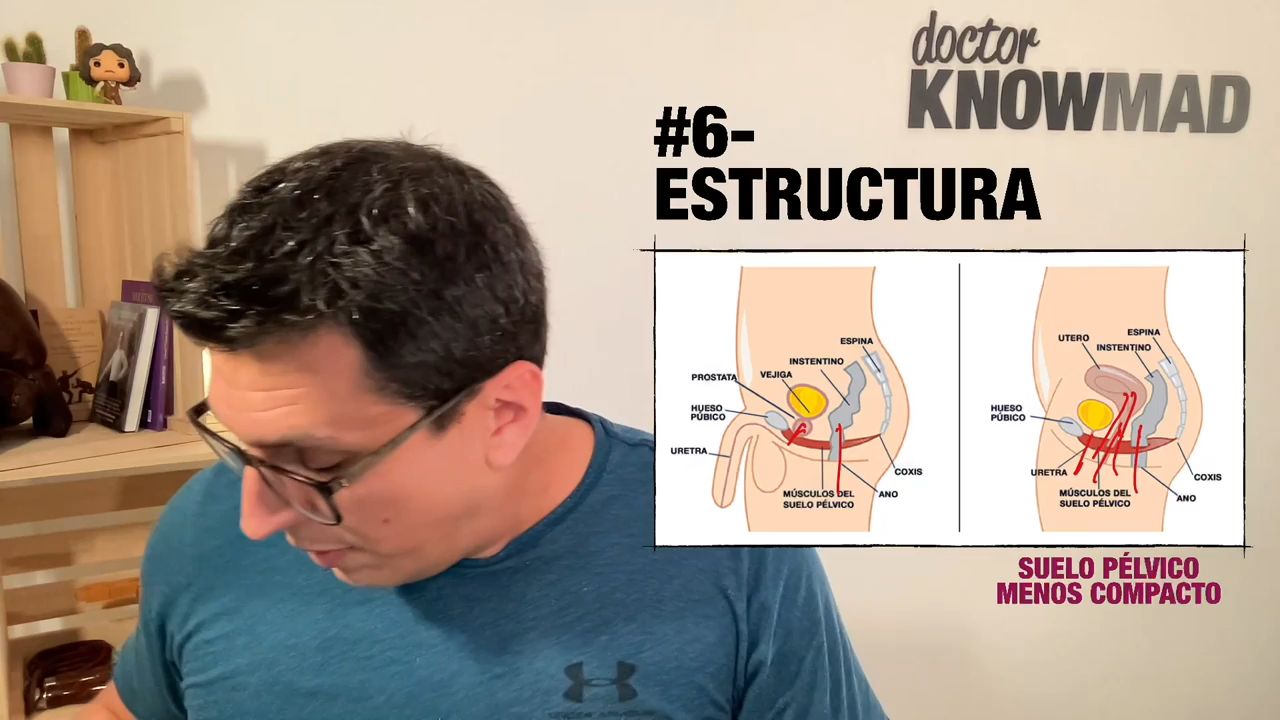 doctor
KNOWMAD
#6-
ESTRUCTURA
ESPINA
INSTENTINO
VEJIGA
PROSTATA
HUESO
PÚBICO
URETRA
COXIS
MÚSCULOS DEL
SUELO PÉLVICO
ANO
ESPINA
UTERO
INSTENTINO
HUESO
PÚBICO
URETRA
COXIS
MÚSCULOS DEL
SUELO PÉLVICO
ANO
SUELO PÉLVICO
MENOS COMPACTO